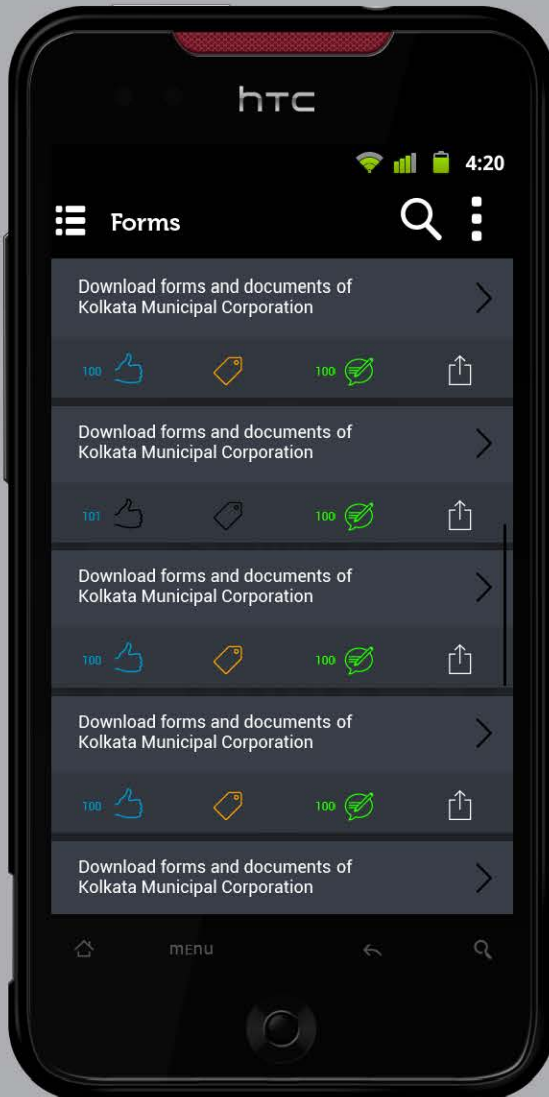 hTC
4:20
Forms
Download forms and documents of
Kolkata Municipal Corporation
100
100
Download forms and documents of
Kolkata Municipal Corporation
101
100
Download forms and documents of
Kolkata Municipal Corporation
100
100
Download forms and documents of
Kolkata Municipal Corporation
100
100
Download forms and documents of
Kolkata Municipal Corporation
menu